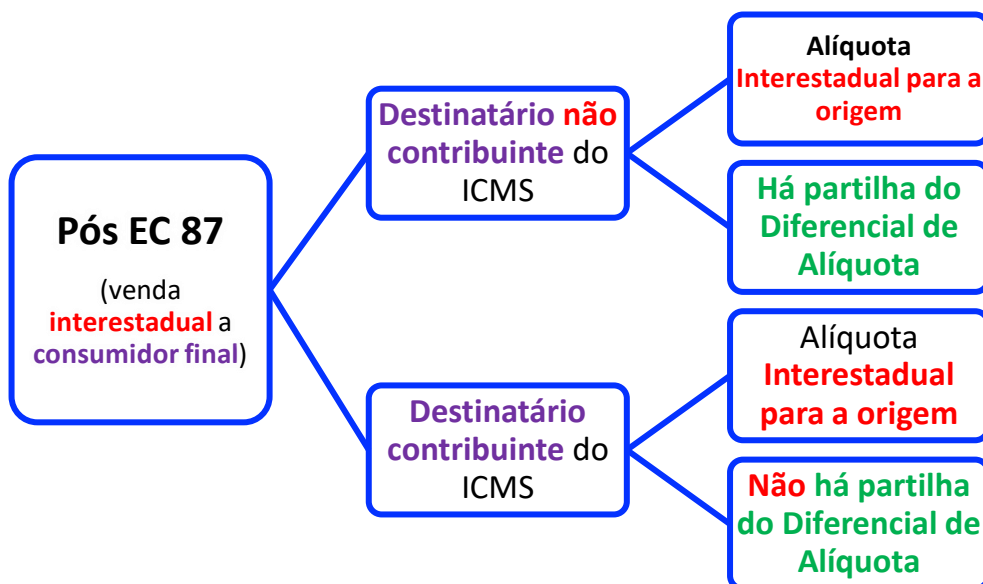 Pós EC 87
(venda
interestadual a
consumidor final)
Destinatário não
contribuinte do
ICMS
Alíquota
Interestadual para a
origem
Há partilha do
Diferencial de
Alíquota
Destinatário
contribuinte do
ICMS
Alíquota
Interestadual
para a origem
Não há partilha
do Diferencial de
Alíquota